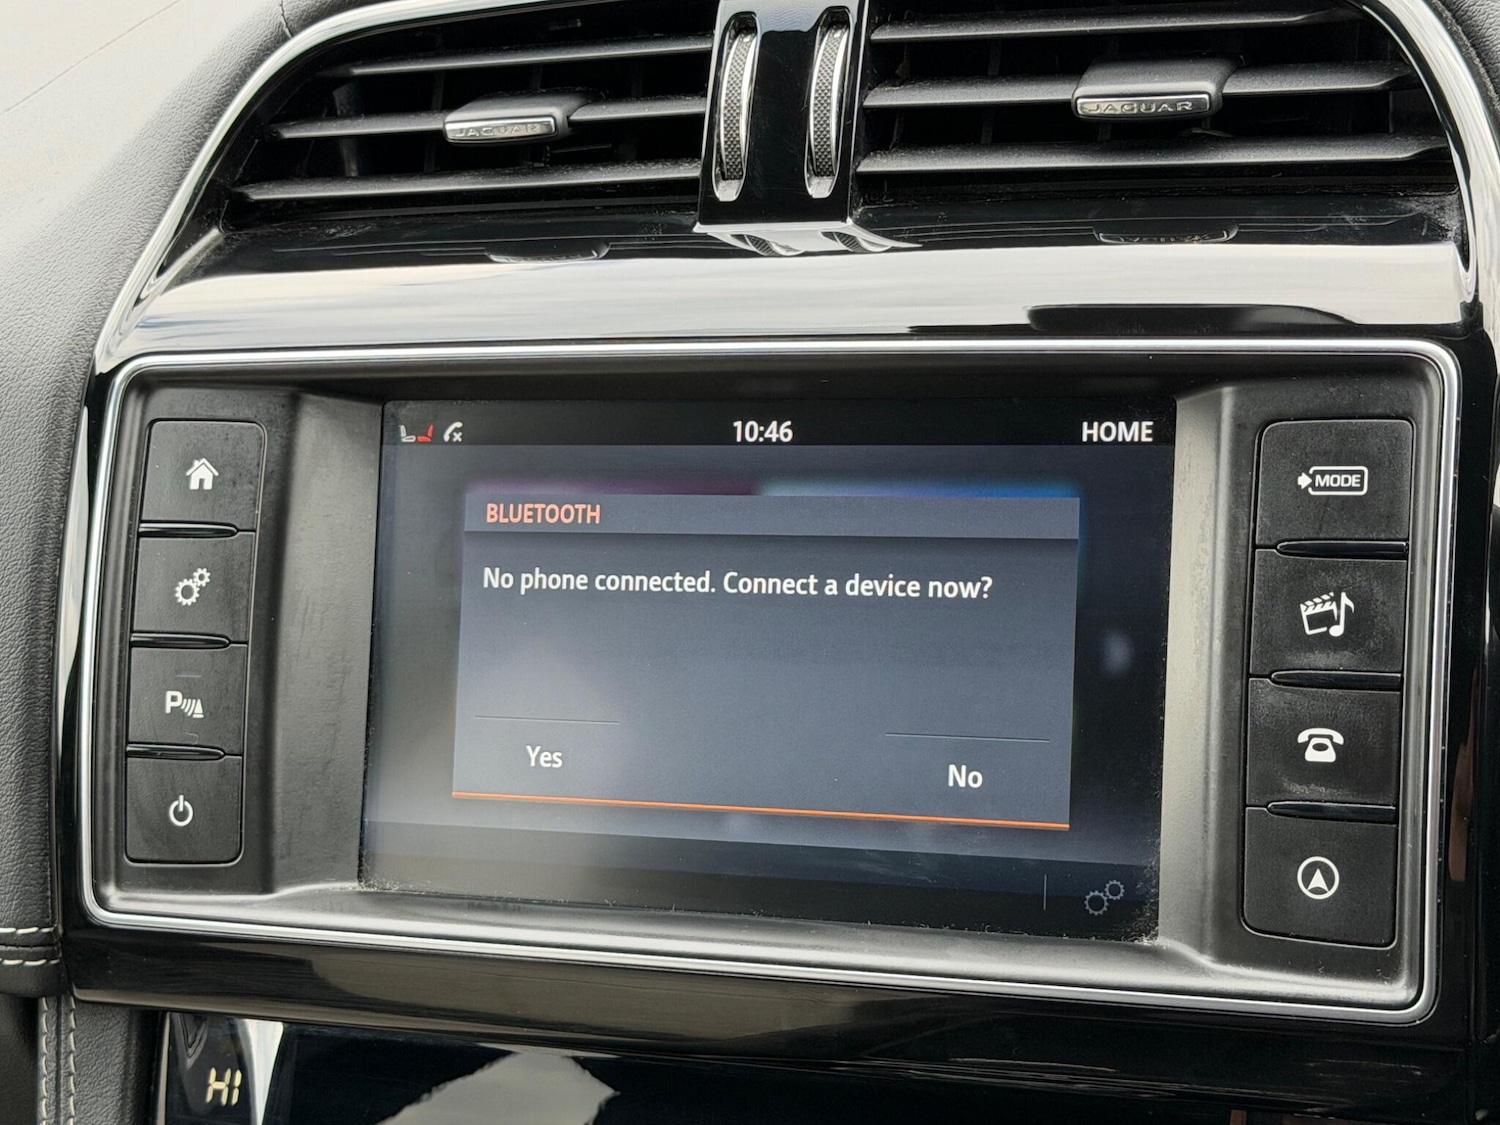 JAGUAR
JAGUAR
10:46
HOME
BLUETOOTH
No phone connected. Connect a device now?
Yes
No
MODE
P
HI